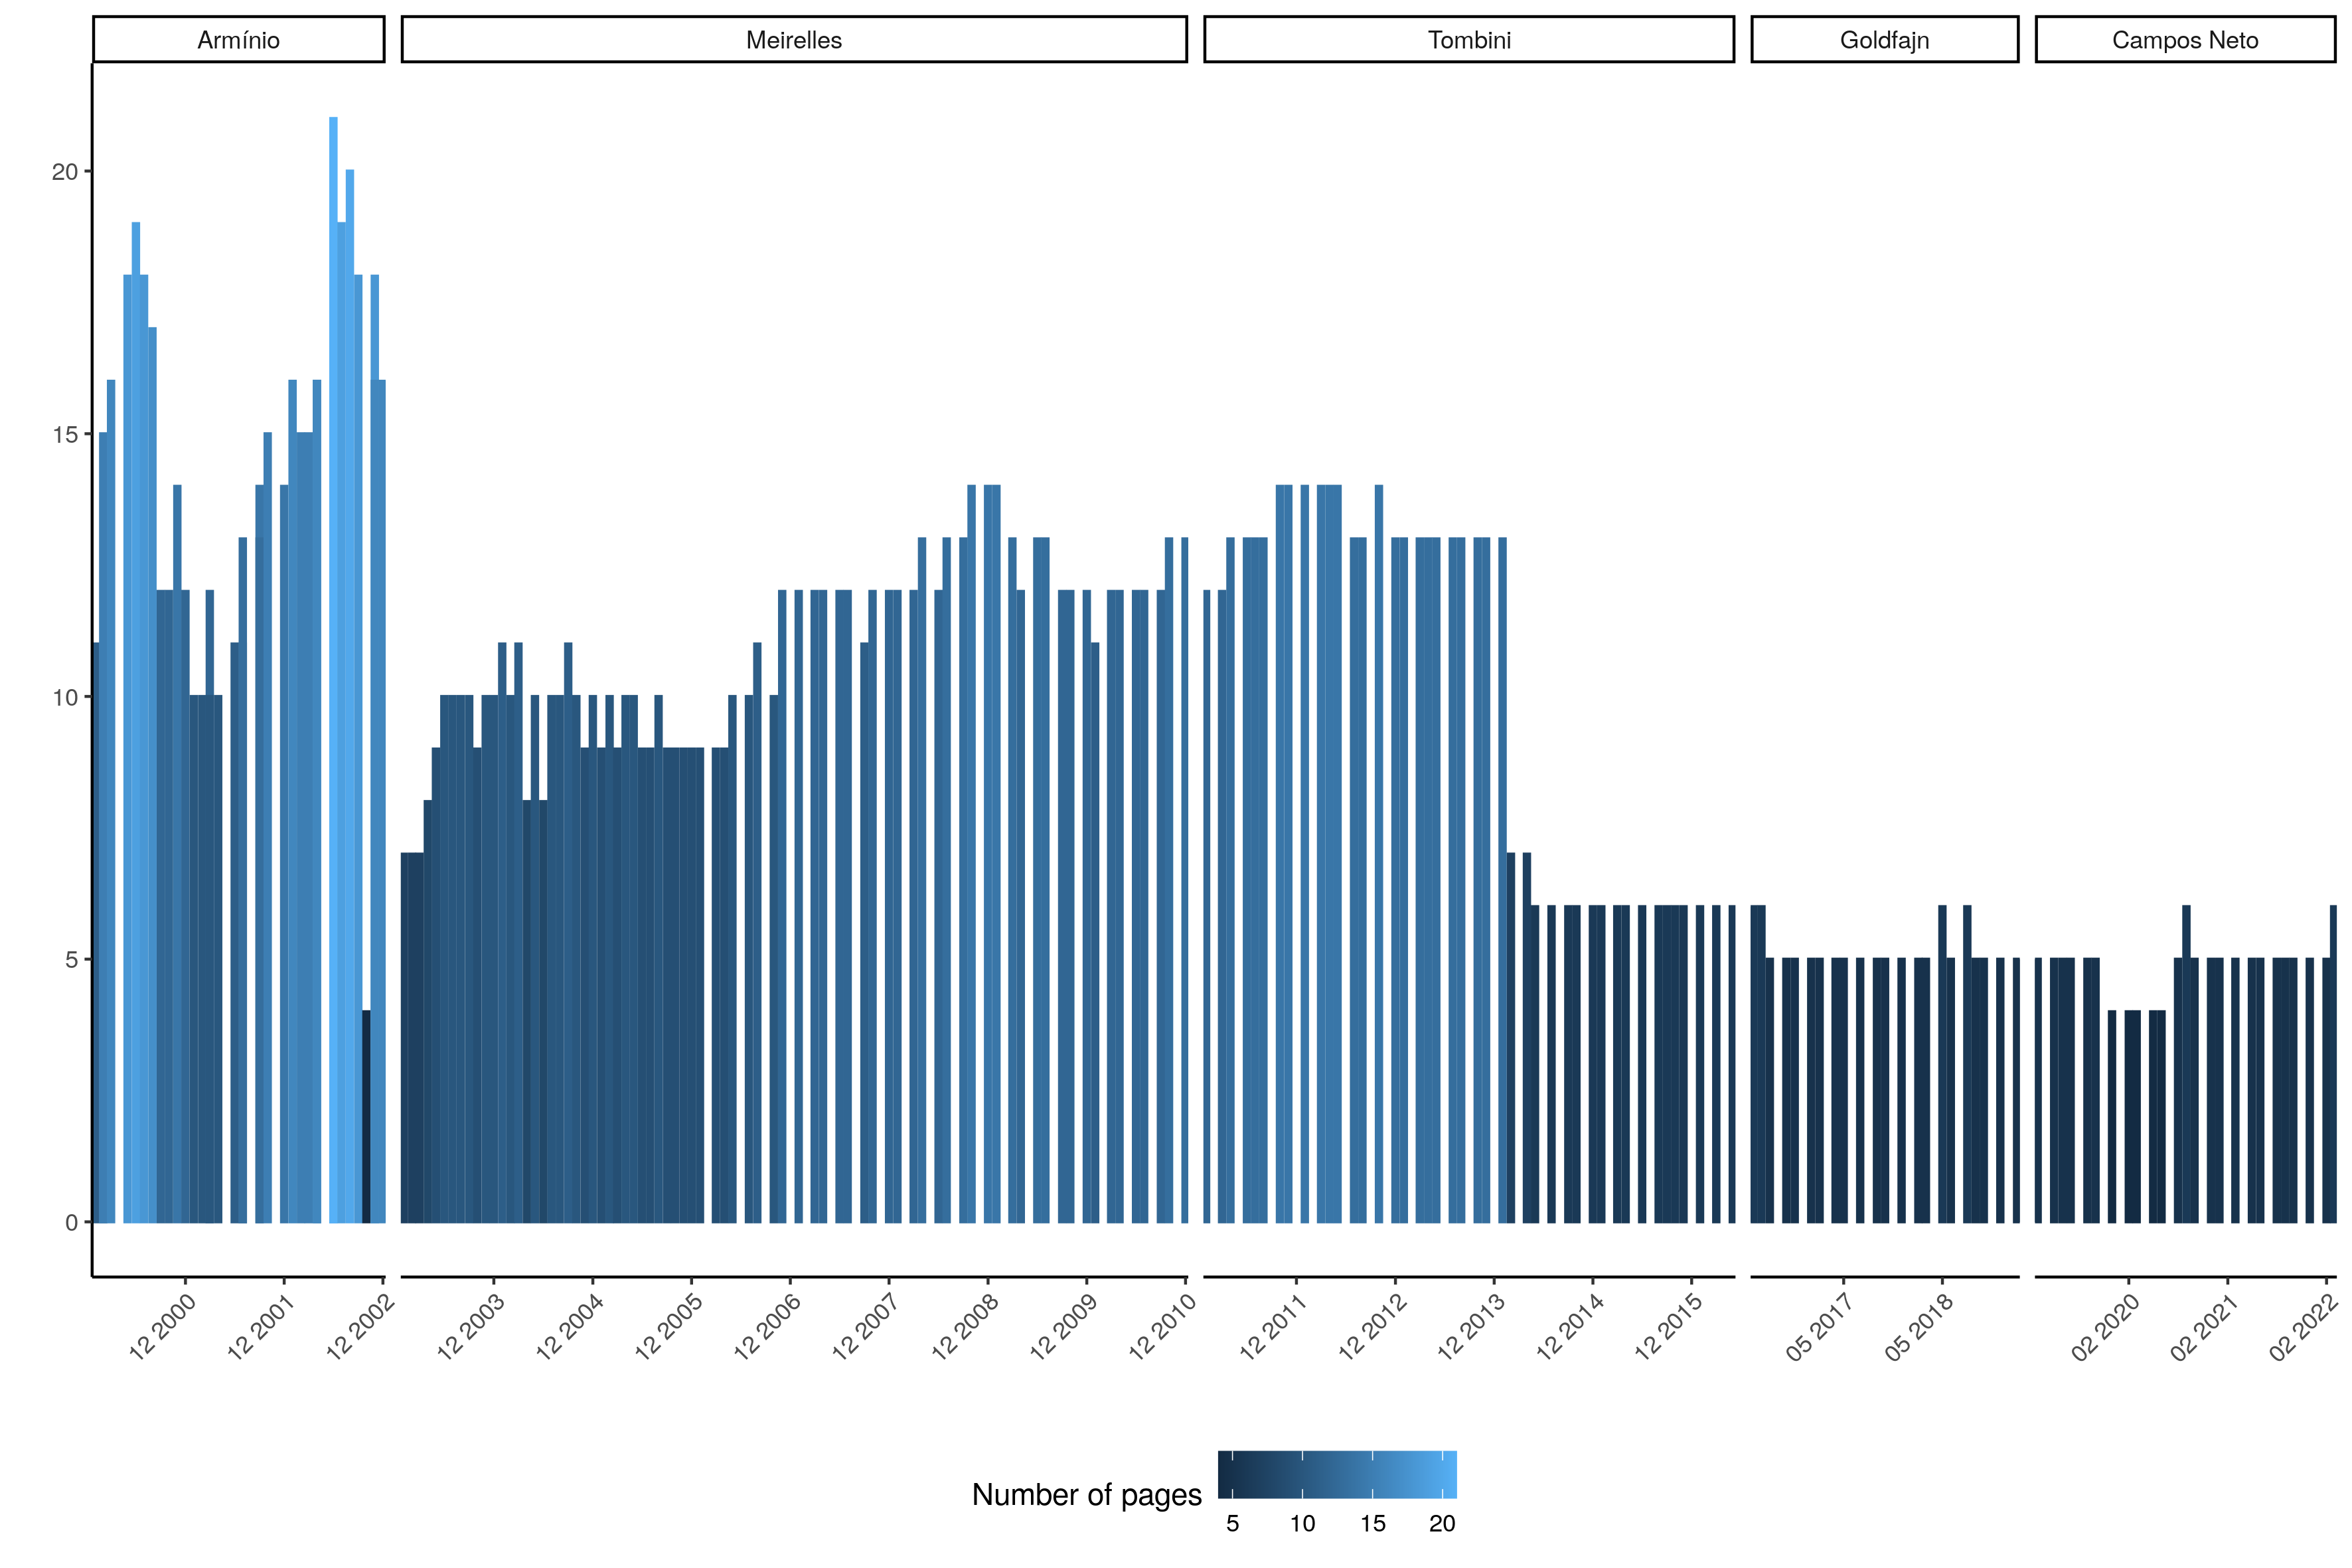 Armínio Meirelles Tombini Goldfajn Campos Neto
20
15
10
5
0
12 2000 12 2001 12 2002 12 2003 12 2004 12 2005 12 2006 12 2007 12 2008 12 2009 12 2010 12 2011 12 2012 12 2013 12 2014 12 2015 05 2017 05 2018 02 2020 02 2021 02 2022
Number of pages
5 10 15 20